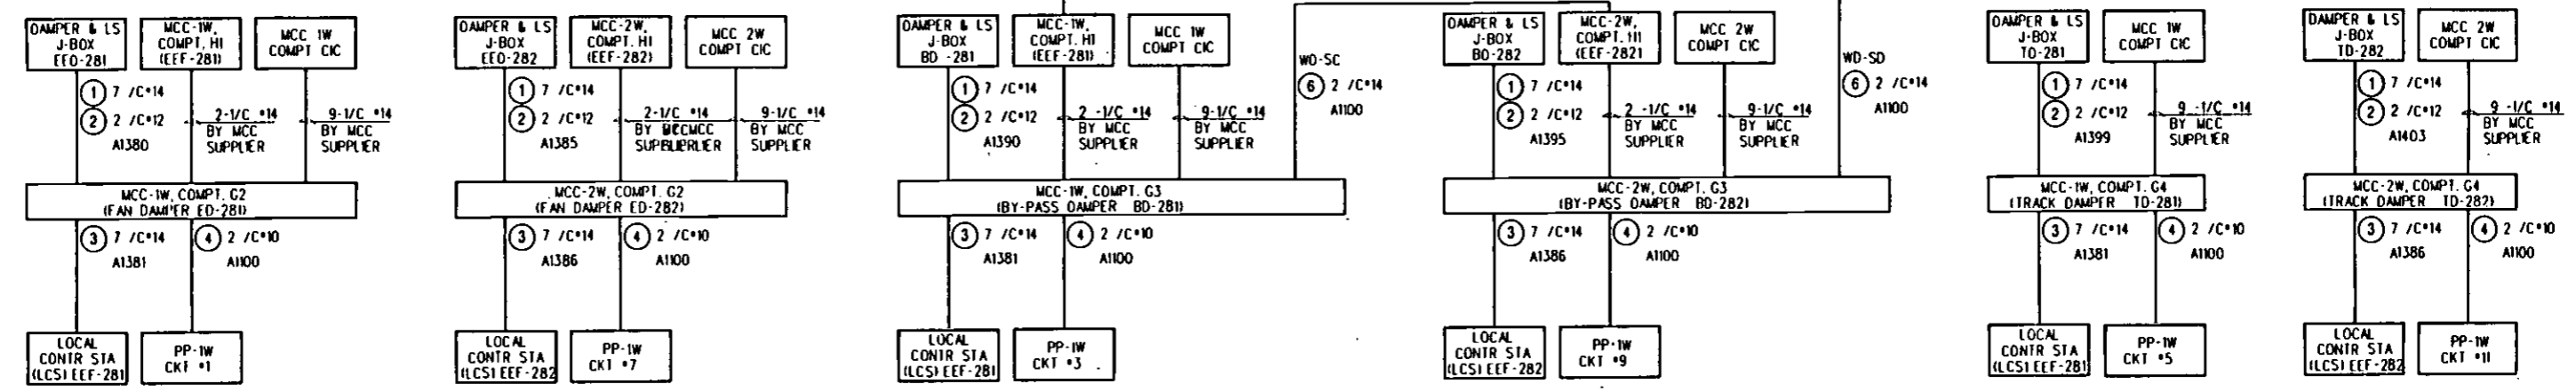 DAMPER & LS
J-BOX
EEO-281
MCC-1W,
COMPT. H1
(EEF-281)
MCC 1W
COMPT CIC
1 7 /C#14
2 2 /C#12
A1380
2-1/C #14
BY MCC
SUPPLIER
9-1/C #14
BY MCC
SUPPLIER
MCC-1W, COMPT. G2
(FAN DAMPER ED-281)
3 7 /C#14
A1381
4 2 /C#10
A1100
LOCAL
CONTR STA
(LCS) EEF-281
PP-1W
CKT #1
DAMPER & LS
J-BOX
EEO-282
MCC-2W,
COMPT. H1
(EEF-282)
MCC 2W
COMPT CIC
1 7 /C#14
2 2 /C#12
A1385
2-1/C #14
BY MCC
9-1/C #14
BY MCC
SUPPLIER
MCC-2W, COMPT. G2
(FAN DAMPER ED-282)
3 7 /C#14
A1386
4 2 /C#10
A1100
LOCAL
CONTR STA
(LCS) EEF-282
PP-1W
CKT #7
DAMPER & LS
J-BOX
BD -281
MCC-1W,
COMPT. H1
(EEF-281)
MCC 1W
COMPT CIC
WD-SC
6 2 /C#14
A1100
1 7 /C#14
2 2 /C#12
A1390
2 -1/C #14
BY MCC
SUPPLIER
9-1/C #14
BY MCC
SUPPLIER
MCC-1W, COMPT. G3
(BY-PASS DAMPER BD-281)
3 7 /C#14
A1381
4 2 /C#10
A1100
LOCAL
CONTR STA
(LCS) EEF-281
PP-1W
CKT #3
DAMPER & LS
J-BOX
BD-282
MCC-2W,
COMPT. H1
(EEF-282)
MCC 2W
COMPT CIC
WD-SD
6 2 /C#14
A1100
1 7 /C#14
2 2 /C#12
A1395
2 -1/C #14
BY MCC
SUPPLIER
9-1/C #14
BY MCC
SUPPLIER
MCC-2W, COMPT. G3
(BY-PASS DAMPER BD-282)
3 7 /C#14
A1386
4 2 /C#10
A1100
LOCAL
CONTR STA
(LCS) EEF-282
PP-1W
CKT #9
DAMPER & LS
J-BOX
TD-281
MCC 1W
COMPT CIC
1 7 /C#14
2 2 /C#12
A1399
9 -1/C #14
BY MCC
SUPPLIER
MCC-1W, COMPT. G4
(TRACK DAMPER TD-281)
3 7 /C#14
A1381
4 2 /C#10
A1100
LOCAL
CONTR STA
(LCS) EEF-281
PP-1W
CKT #5
DAMPER & LS
J-BOX
TD-282
MCC 2W
COMPT CIC
1 7 /C#14
2 2 /C#12
A1403
9 -1/C #14
BY MCC
SUPPLIER
MCC-2W, COMPT. G4
(TRACK DAMPER TD-282)
3 7 /C#14
A1386
4 2 /C#10
A1100
LOCAL
CONTR STA
(LCS) EEF-282
PP-1W
CKT #11